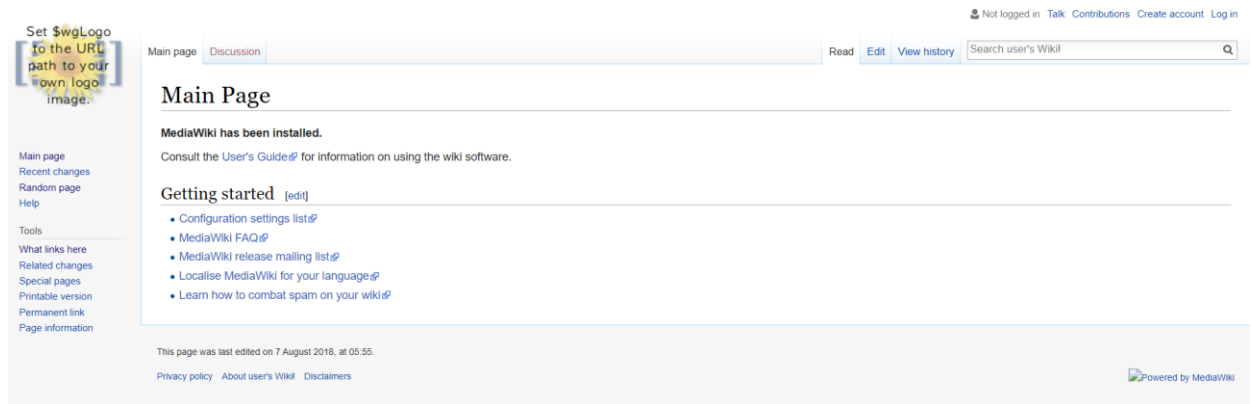 Not logged in Talk Contributions Create account Log in
Set $wgLogo
to the URL
path to your
own logo
image.
Main page Discussion
Read Edit View history Search user's Wiki!
Main Page
MediaWiki has been installed.
Consult the User's Guide for information on using the wiki software.
Getting started [edit]
Configuration settings list
MediaWiki FAQ
MediaWiki release mailing list
Localise MediaWiki for your language
Learn how to combat spam on your wiki
Main page
Recent changes
Random page
Help
Tools
What links here
Related changes
Special pages
Printable version
Permanent link
Page information
This page was last edited on 7 August 2018, at 05:55.
Privacy policy About user's Wiki! Disclaimers
Powered by MediaWiki